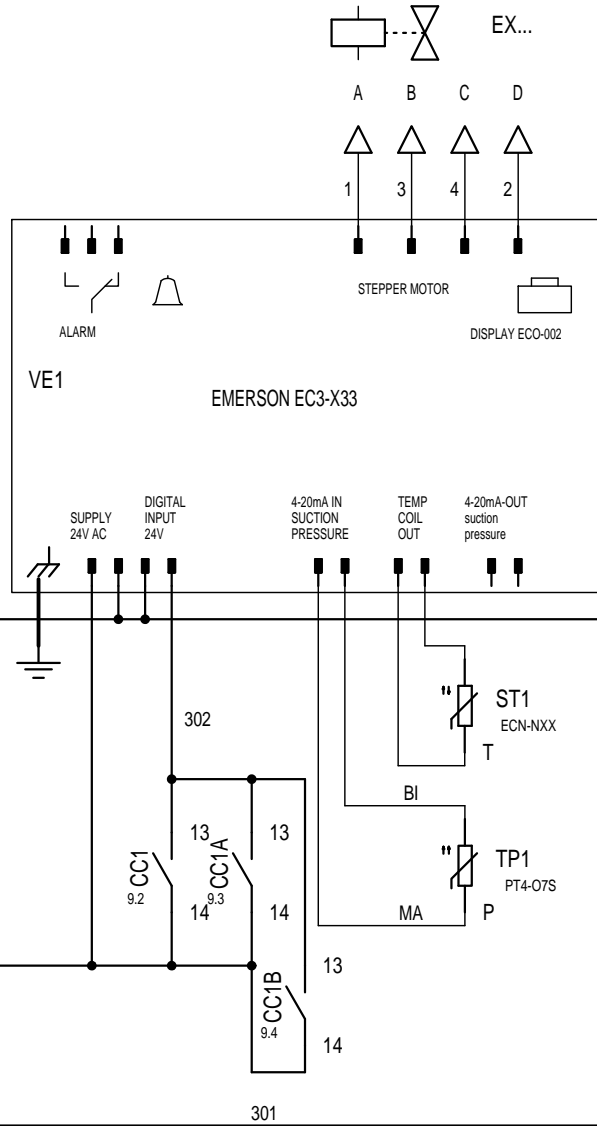 EX...
A B C D
1 3 4 2
STEPPER MOTOR
ALARM
DISPLAY ECO-002
VE1
EMERSON EC3-X33
SUPPLY
24V AC
DIGITAL
INPUT
24V
4-20mA IN
SUCTION
PRESSURE
TEMP
COIL
OUT
4-20mA-OUT
suction
pressure
302
ST1
ECN-NXX
T
BI
13
CC1
9.2
14
13
CC1A
9.3
14
TP1
PT4-O7S
MA
P
13
CC1B
9.4
14
301